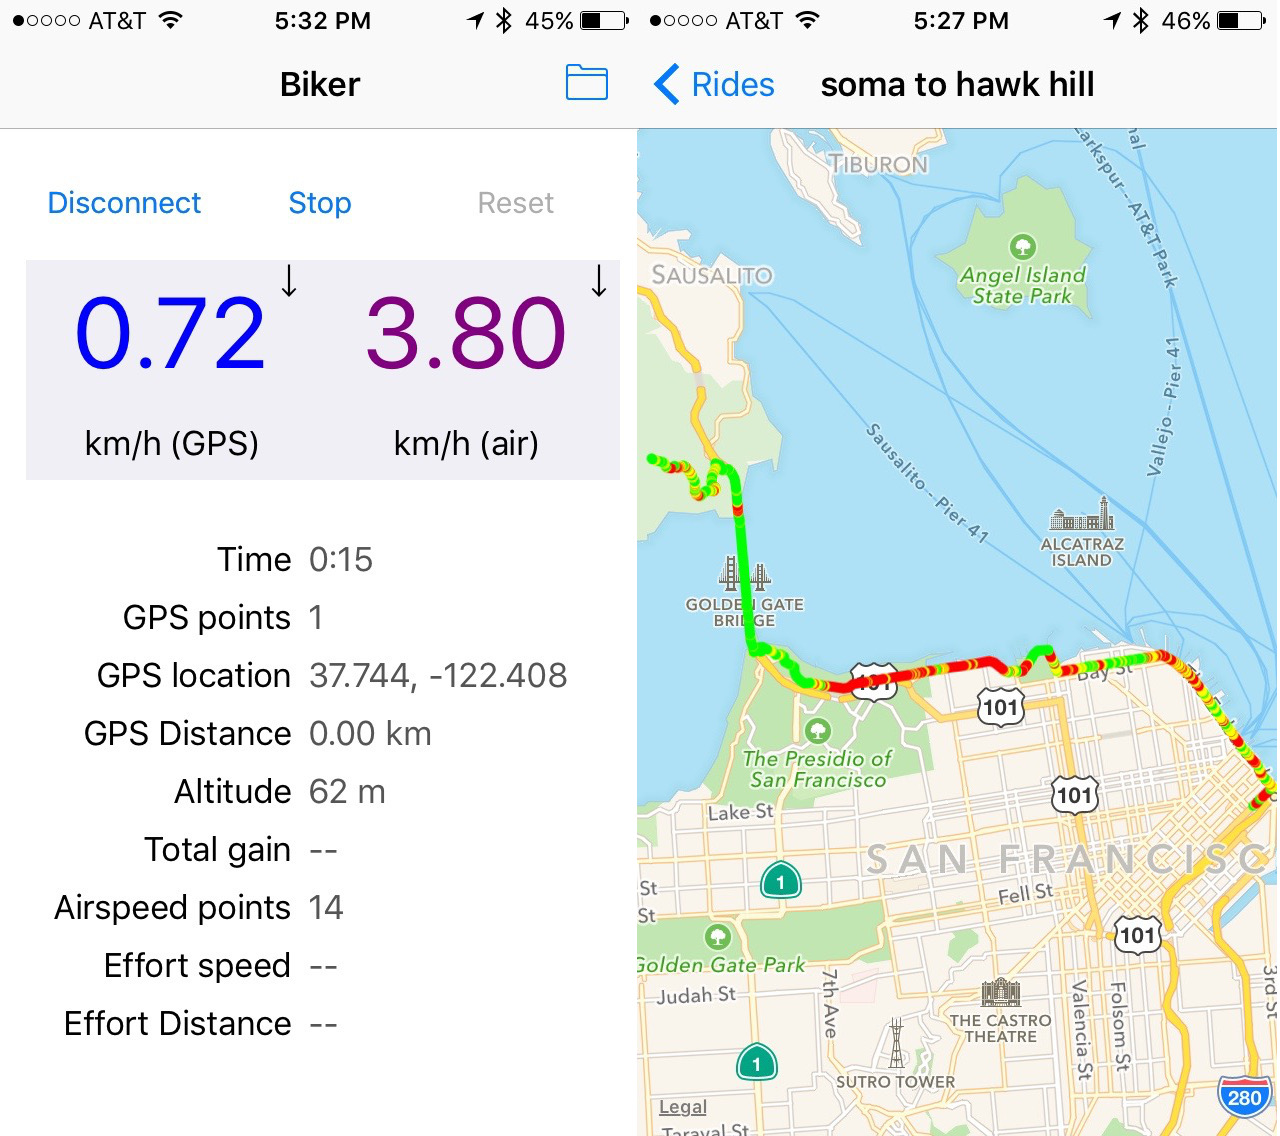 AT&T 5:32 PM 45%
Biker
Disconnect Stop Reset
0.72 3.80
km/h (GPS) km/h (air)
Time 0:15
GPS points 1
GPS location 37.744, -122.408
GPS Distance 0.00 km
Altitude 62 m
Total gain --
Airspeed points 14
Effort speed --
Effort Distance --
AT&T 5:27 PM 46%
Rides soma to hawk hill
TIBURON
Larkspur - AT&T Park
SAUSALITO
Angel Island
State Park
Vallejo - Pier 41
Sausalito - Pier 41
ALCATRAZ
ISLAND
GOLDEN GATE
BRIDGE
101
Bay St
101
The Presidio of
San Francisco
101
Lake St
SAN FRANCISC
1
St
Fell St
St
101
Golden Gate Park
Judah St
7th Ave
THE CASTRO
THEATRE
Valencia St
Folsom St
3rd St
1
SUTRO TOWER
280
Legal
Taraval St